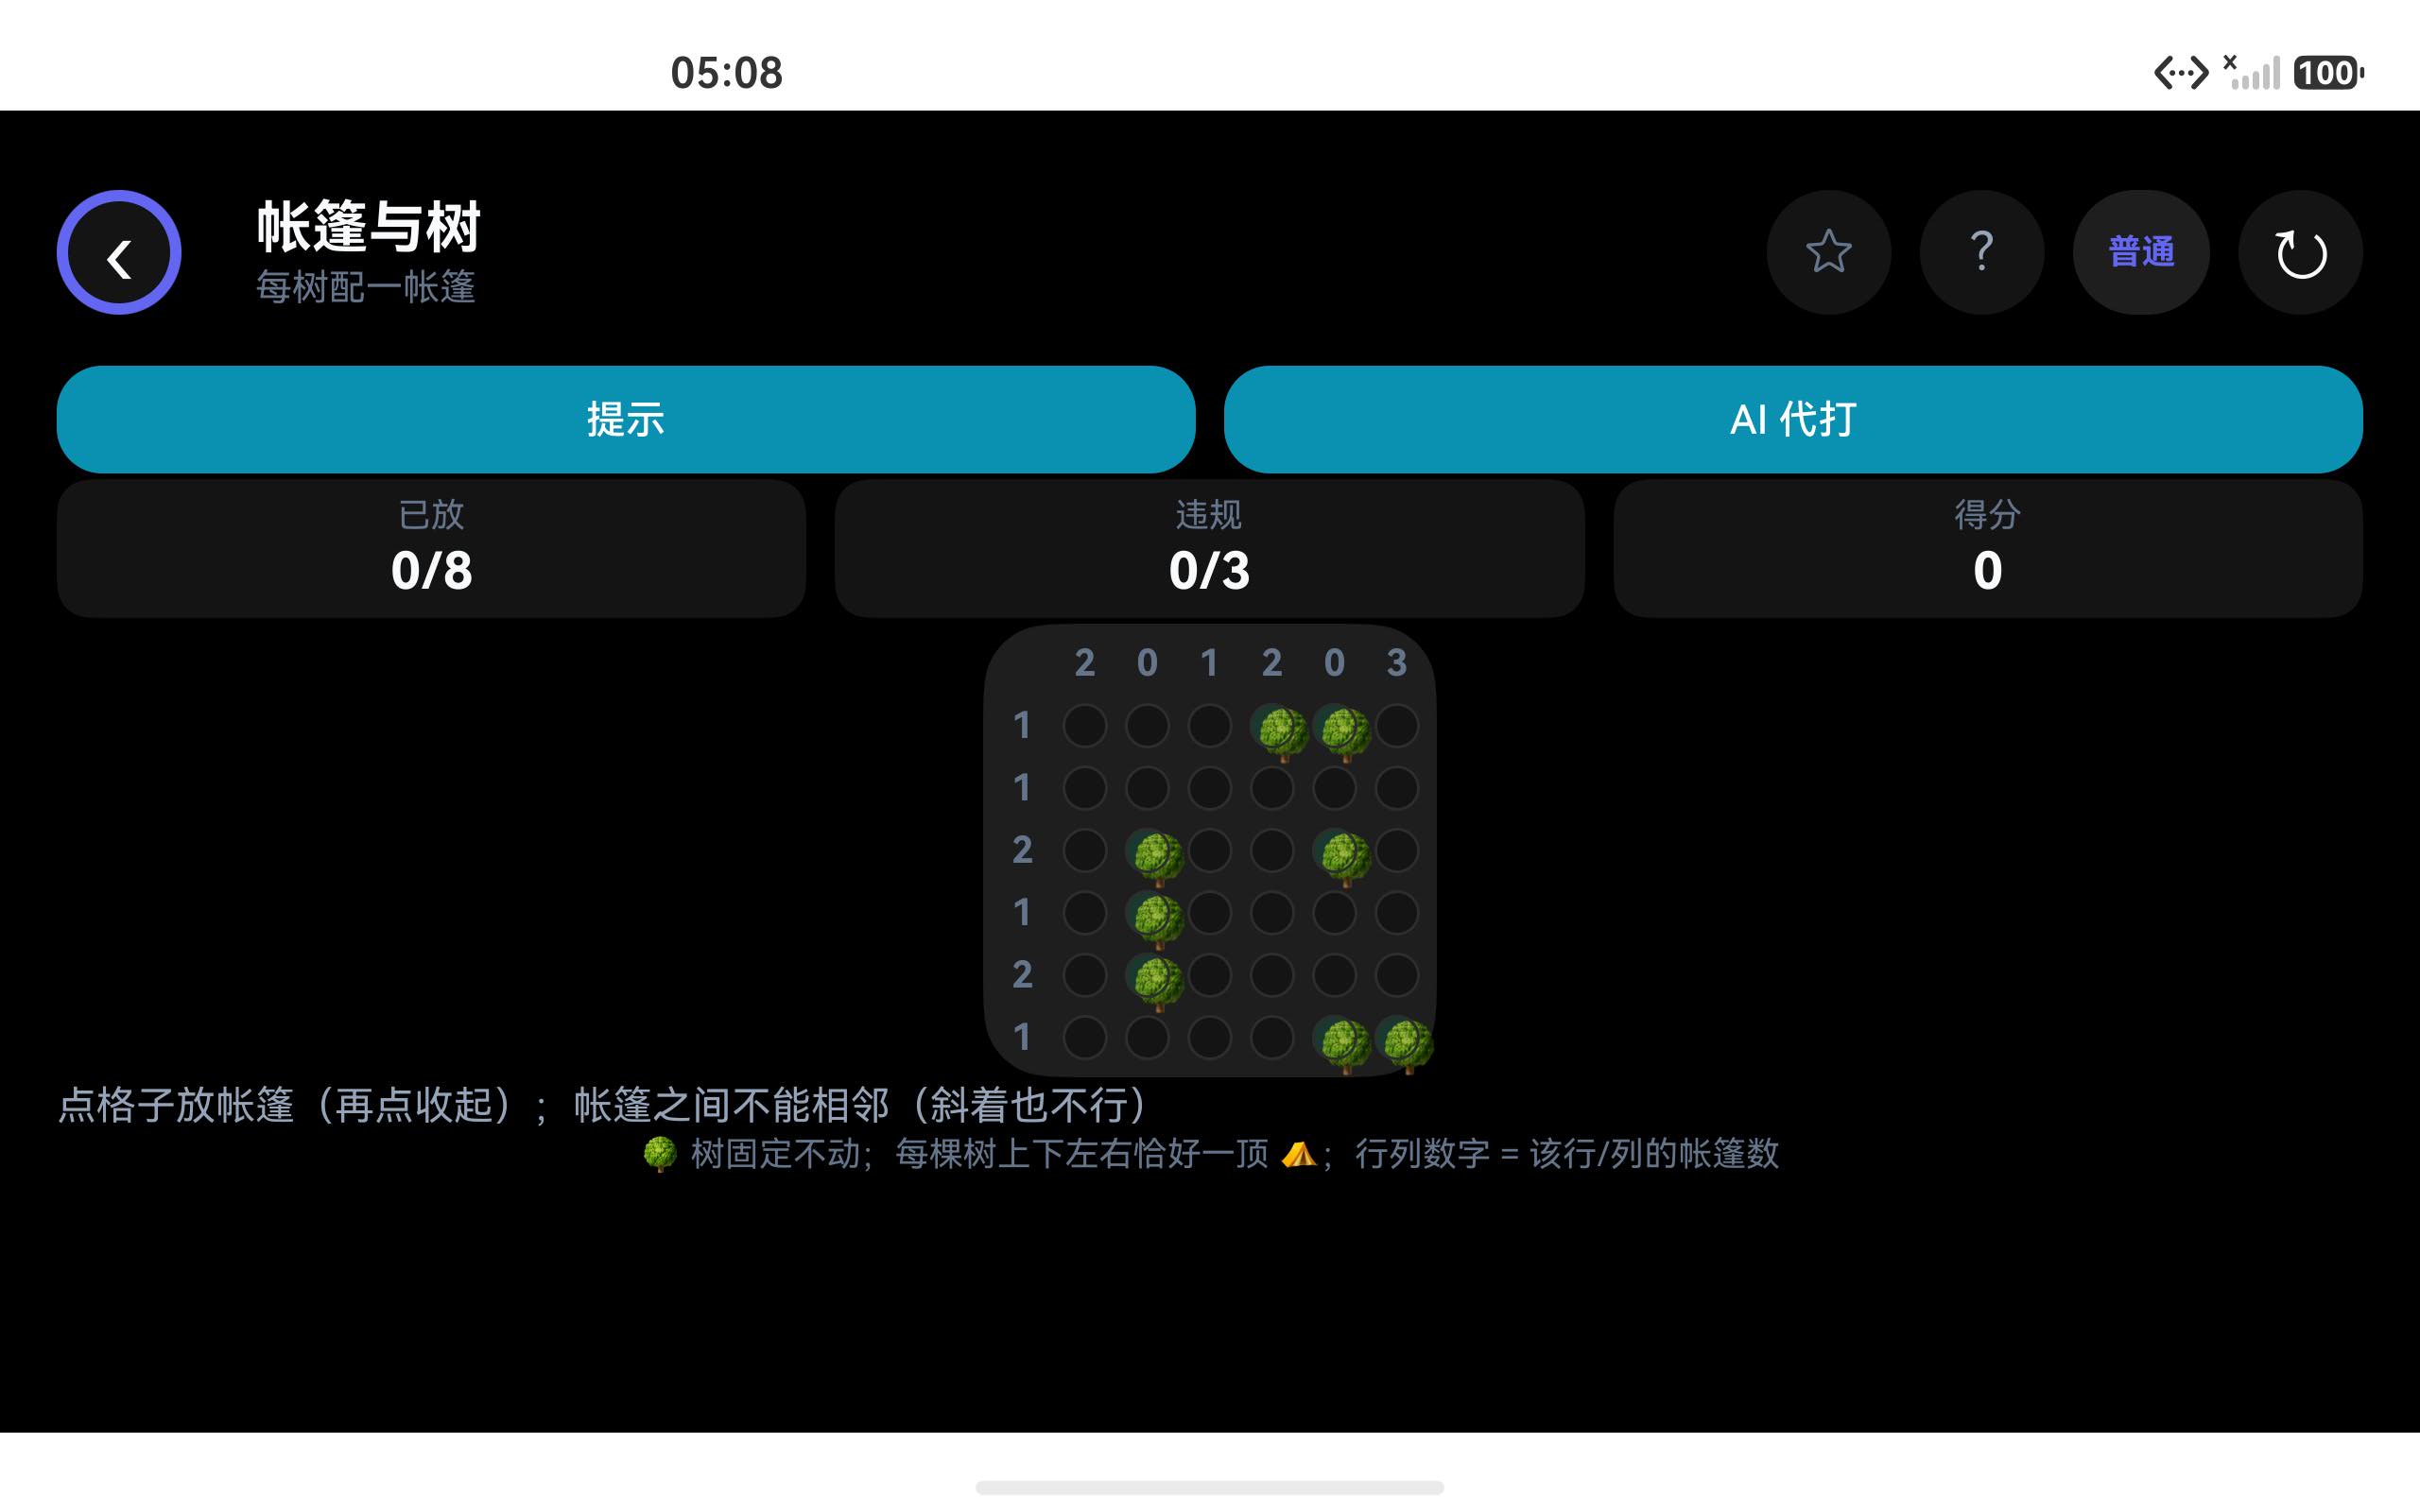 05:08
100
帐篷与树
每树配一帐篷
?
普通
提示
AI 代打
已放
0/8
违规
0/3
得分
0
2 0 1 2 0 3
1
1
2
1
2
1
点格子放帐篷（再点收起）；帐篷之间不能相邻（斜着也不行）
🌳 树固定不动；每棵树上下左右恰好一顶 ⛺；行列数字 = 该行/列的帐篷数